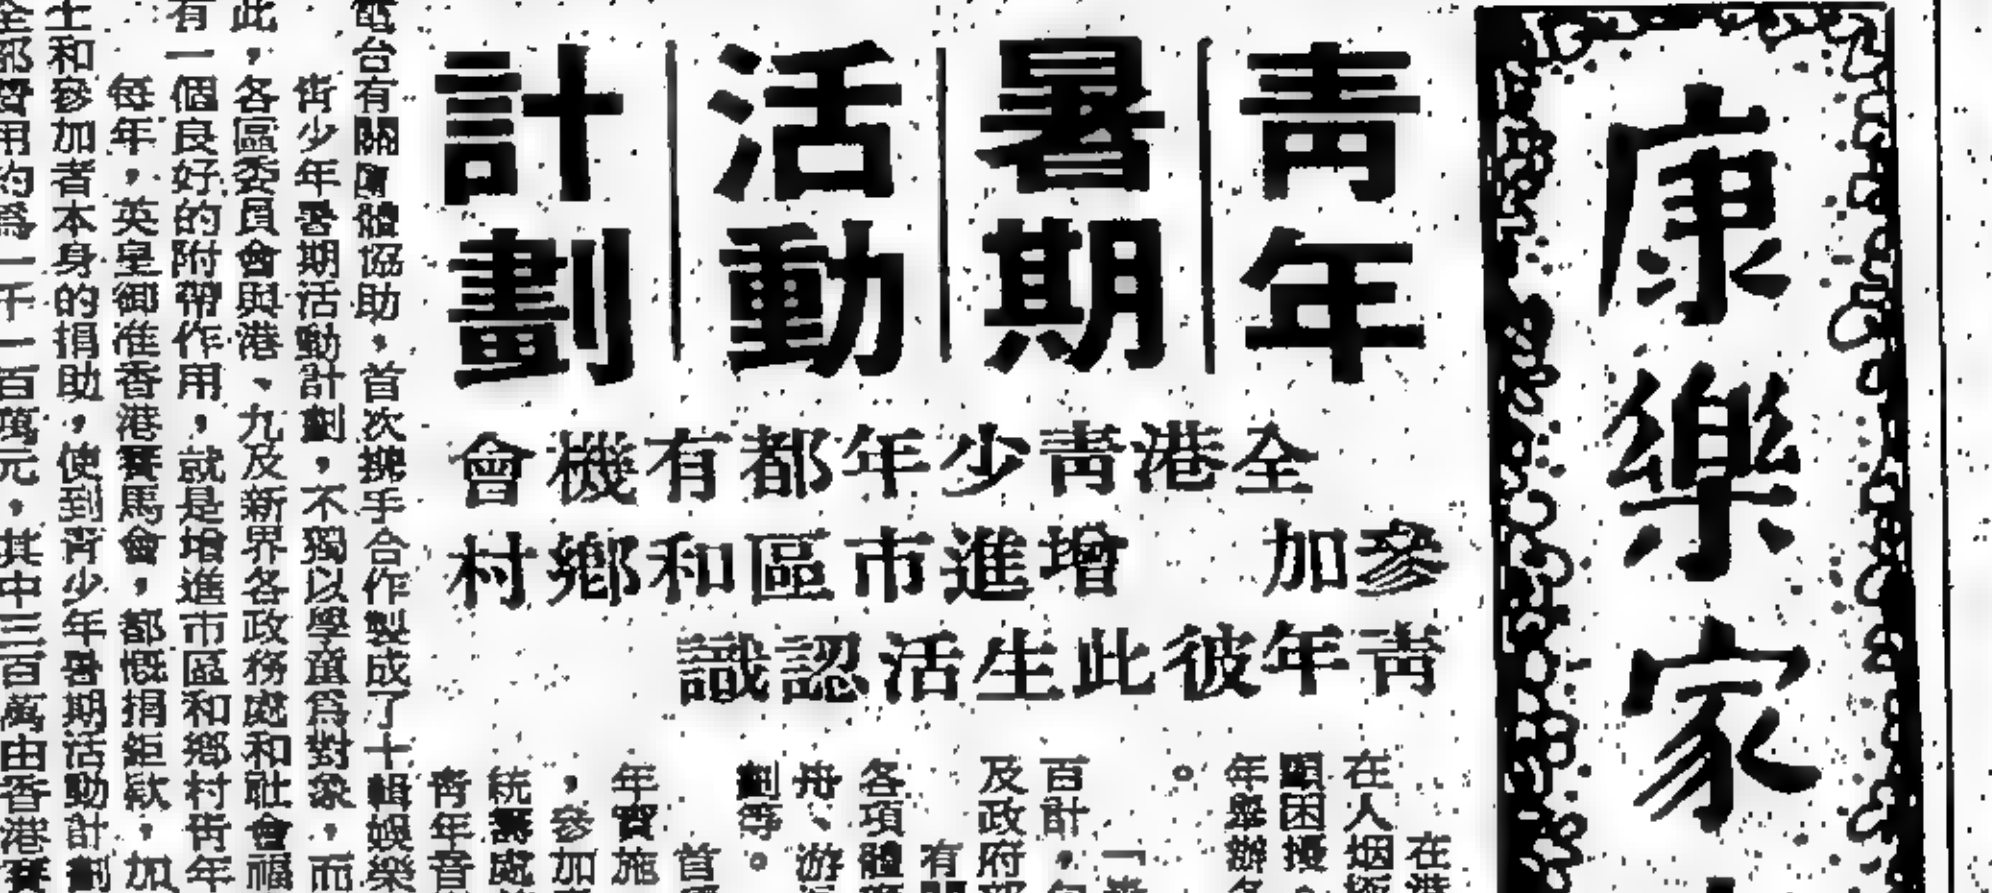 康樂家
青年
暑期
活動
計劃
全港青少年都有機會
參加　增進市區和鄉村
青年彼此生活認識
在港
在人烟
困擾
年舉辦各
。
百計，
及政府部
有
各項體
舟、游
劃等。
首
年實施
，參加
統籌處
青年音
電台有關團體協助，首次携手合作製成了十輯娛樂
青少年暑期活動計劃，不獨以學童爲對象，而
此，各區委員會與港、九及新界各政務處和社會福
有一個良好的附帶作用，就是增進市區和鄉村青年
每年，英皇御准香港賽馬會，都慨捐鉅欵，加
士和參加者本身的捐助，使到青少年暑期活動計劃
全部費用約爲一千一百萬元，其中三百萬由香港賽